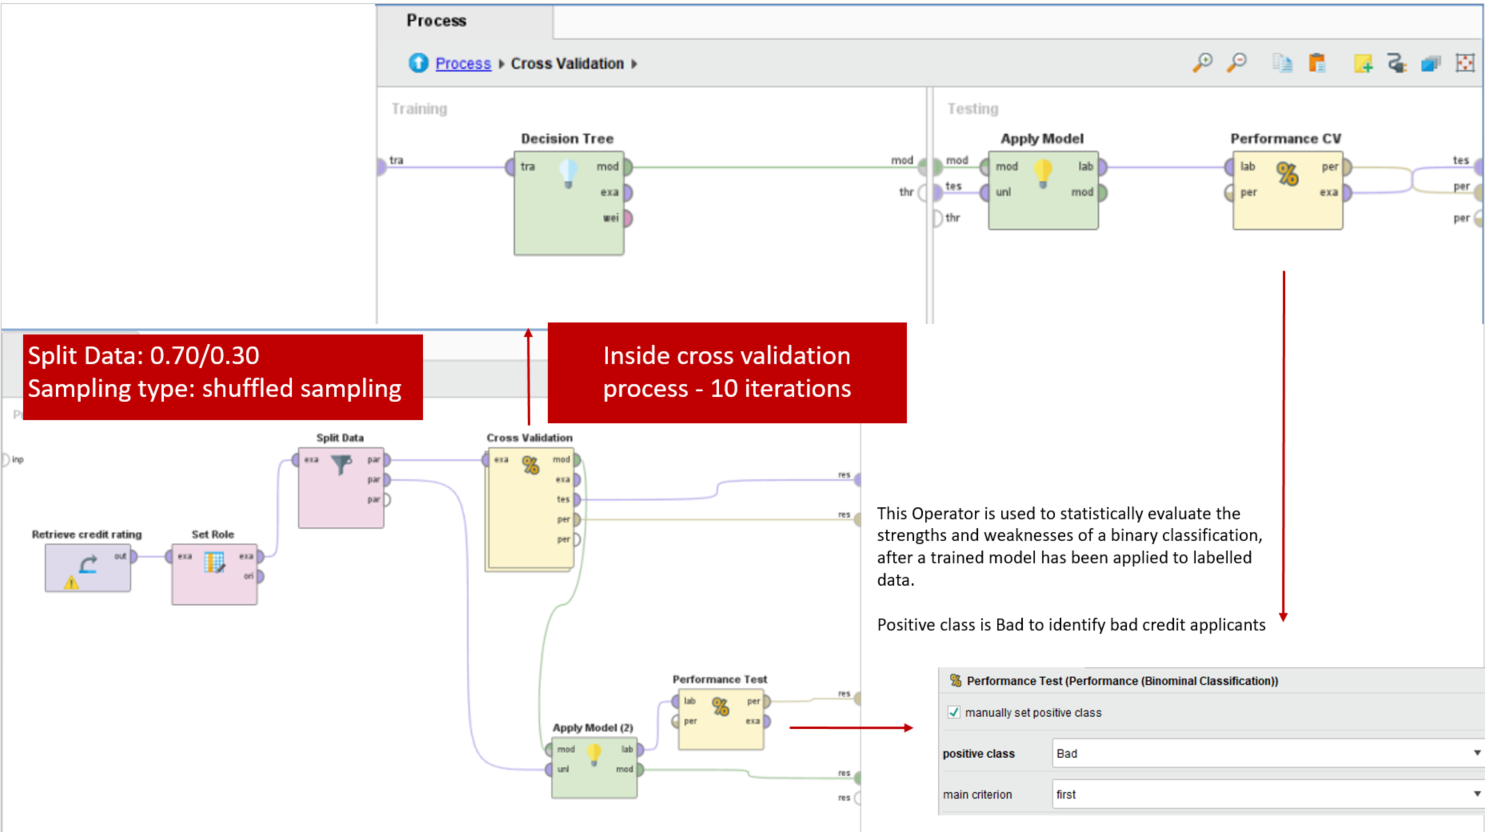 Process
Process ▸ Cross Validation ▸
Training
Testing
Decision Tree
Apply Model
Performance CV
tra
tra
mod
exa
wei
mod
thr
mod
tes
thr
mod
unl
lab
mod
lab
per
per
exa
tes
per
per
Split Data: 0.70/0.30
Sampling type: shuffled sampling
Inside cross validation
process - 10 iterations
inp
Split Data
exa
par
par
par
Cross Validation
exa
mod
exa
tes
per
per
res
res
Retrieve credit rating
out
Set Role
exa
exa
ori
This Operator is used to statistically evaluate the
strengths and weaknesses of a binary classification,
after a trained model has been applied to labelled
data.
Positive class is Bad to identify bad credit applicants
Performance Test
lab
per
per
exa
res
Apply Model (2)
mod
unl
lab
mod
res
res
Performance Test (Performance (Binominal Classification))
manually set positive class
positive class
Bad
main criterion
first